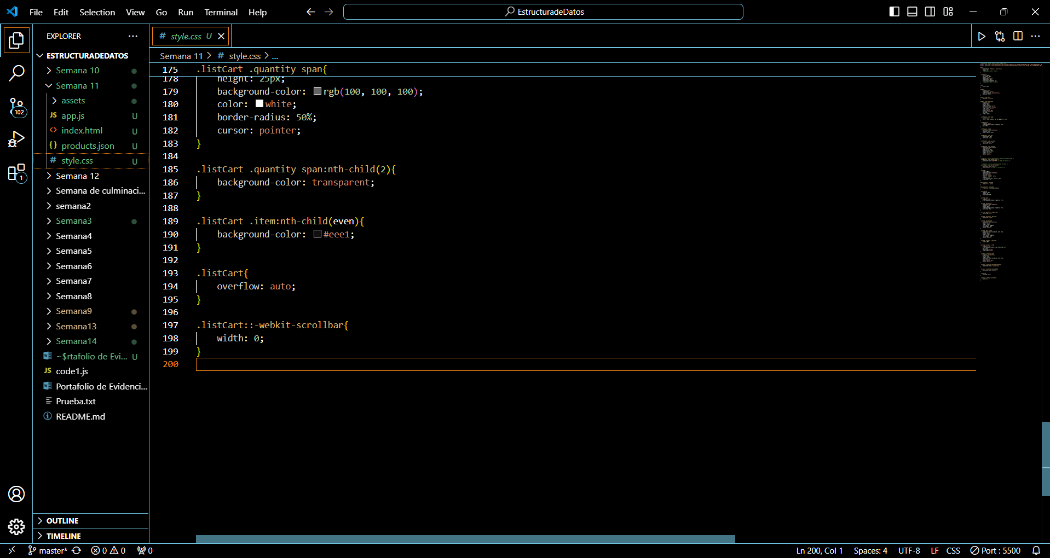 File Edit Selection View Go Run Terminal Help
EstructuradeDatos
EXPLORER
ESTRUCTURADEDATOS
Semana 10
Semana 11
assets
JS app.js U
<> index.html U
{} products.json U
# style.css U
Semana 12
Semana de culminaci...
semana2
Semana3
Semana4
Semana5
Semana6
Semana7
Semana8
Semana9
Semana13
Semana14
~$rtafolio de Evi... U
JS code1.js
Portafolio de Evidenci...
Prueba.txt
README.md
OUTLINE
TIMELINE
162
1
# style.css U
Semana 11 > # style.css > ...
175 .listCart .quantity span{
178 height: 25px;
179 background-color: rgb(100, 100, 100);
180 color: white;
181 border-radius: 50%;
182 cursor: pointer;
183 }
184
185 .listCart .quantity span:nth-child(2){
186 background-color: transparent;
187 }
188
189 .listCart .item:nth-child(even){
190 background-color: #eee1;
191 }
192
193 .listCart{
194 overflow: auto;
195 }
196
197 .listCart::-webkit-scrollbar{
198 width: 0;
199 }
200
master* 0 0 0 Ln 200, Col 1 Spaces: 4 UTF-8 LF CSS Port : 5500